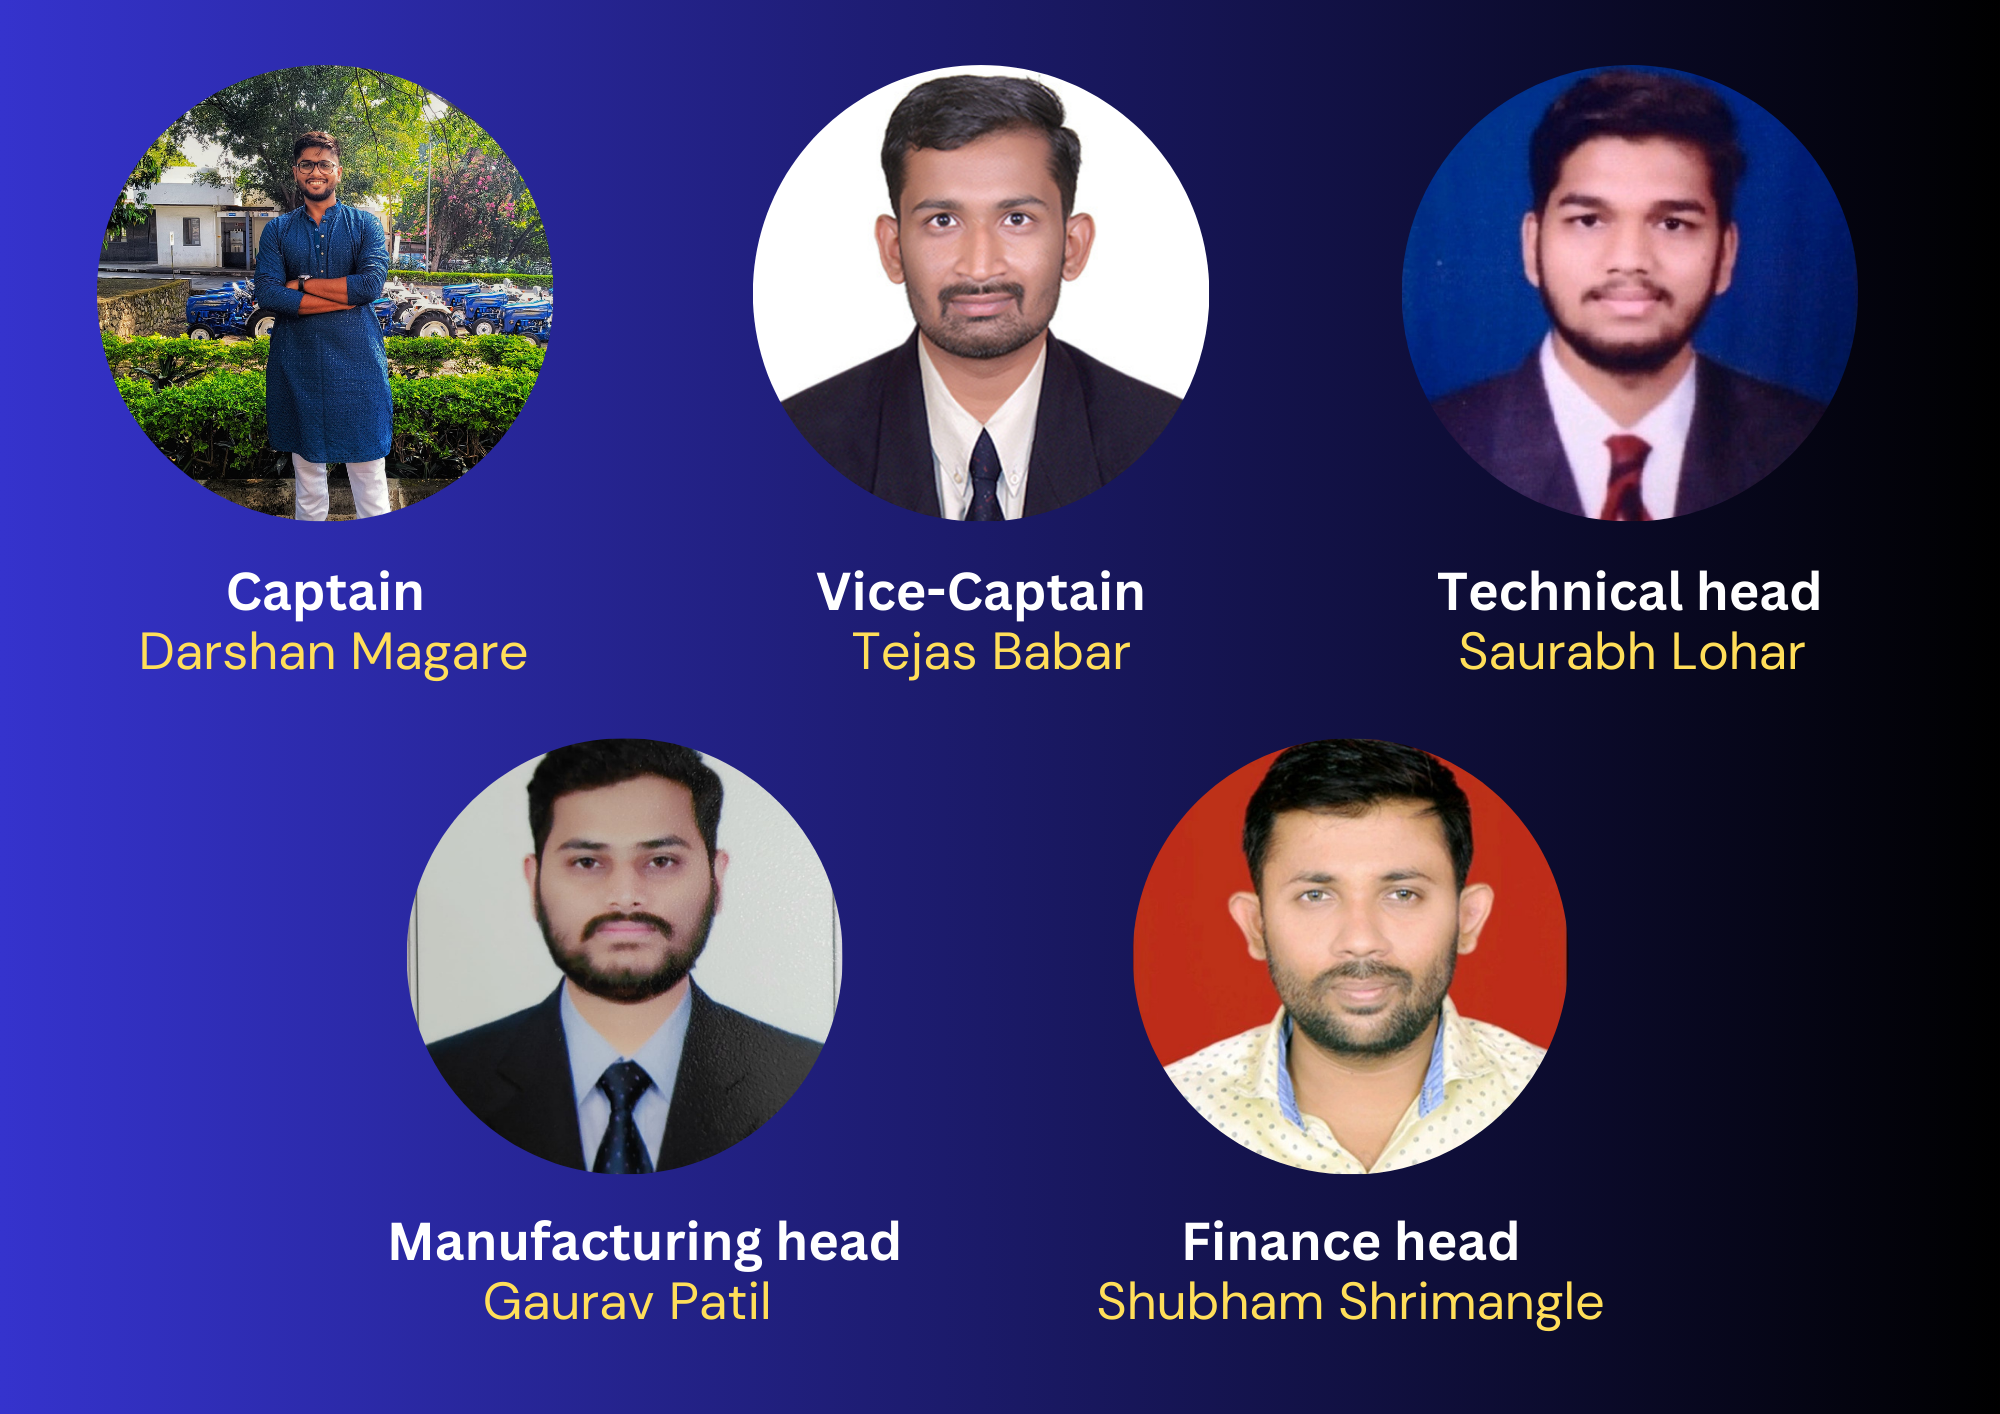 Captain
Darshan Magare
Vice-Captain
Tejas Babar
Technical head
Saurabh Lohar
Manufacturing head
Gaurav Patil
Finance head
Shubham Shrimangle